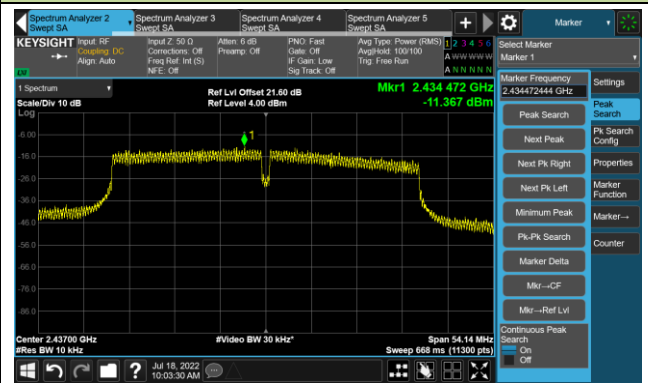 Spectrum Analyzer 2
Swept SA
Spectrum Analyzer 3
Swept SA
Spectrum Analyzer 4
Swept SA
Spectrum Analyzer 5
Swept SA
+
Marker
KEYSIGHT
Input: RF
Coupling: DC
Align: Auto
Input Z: 50 Ω
Corrections: Off
Freq Ref: Int (S)
NFE: Off
Atten: 6 dB
Preamp: Off
PNO: Fast
Gate: Off
IF Gain: Low
Sig Track: Off
Avg Type: Power (RMS)
Avg|Hold: 100/100
Trig: Free Run
1 2 3 4 5 6
A W W W W W
A N N N N N
Select Marker
Marker 1
1 Spectrum
Scale/Div 10 dB
Log
Ref Lvl Offset 21.60 dB
Ref Level 4.00 dBm
Mkr1 2.434 472 GHz
-11.367 dBm
1
-6.00
-16.0
-26.0
-36.0
-46.0
-56.0
-66.0
-76.0
-86.0
Center 2.43700 GHz
#Res BW 10 kHz
#Video BW 30 kHz*
Span 54.14 MHz
Sweep 668 ms (11300 pts)
Marker Frequency
2.434472444 GHz
Peak Search
Next Peak
Next Pk Right
Next Pk Left
Minimum Peak
Pk-Pk Search
Marker Delta
Mkr→CF
Mkr→Ref Lvl
Continuous Peak
Search
On
Off
Settings
Peak
Search
Pk Search
Config
Properties
Marker
Function
Marker→
Counter
?
Jul 18, 2022
10:03:30 AM